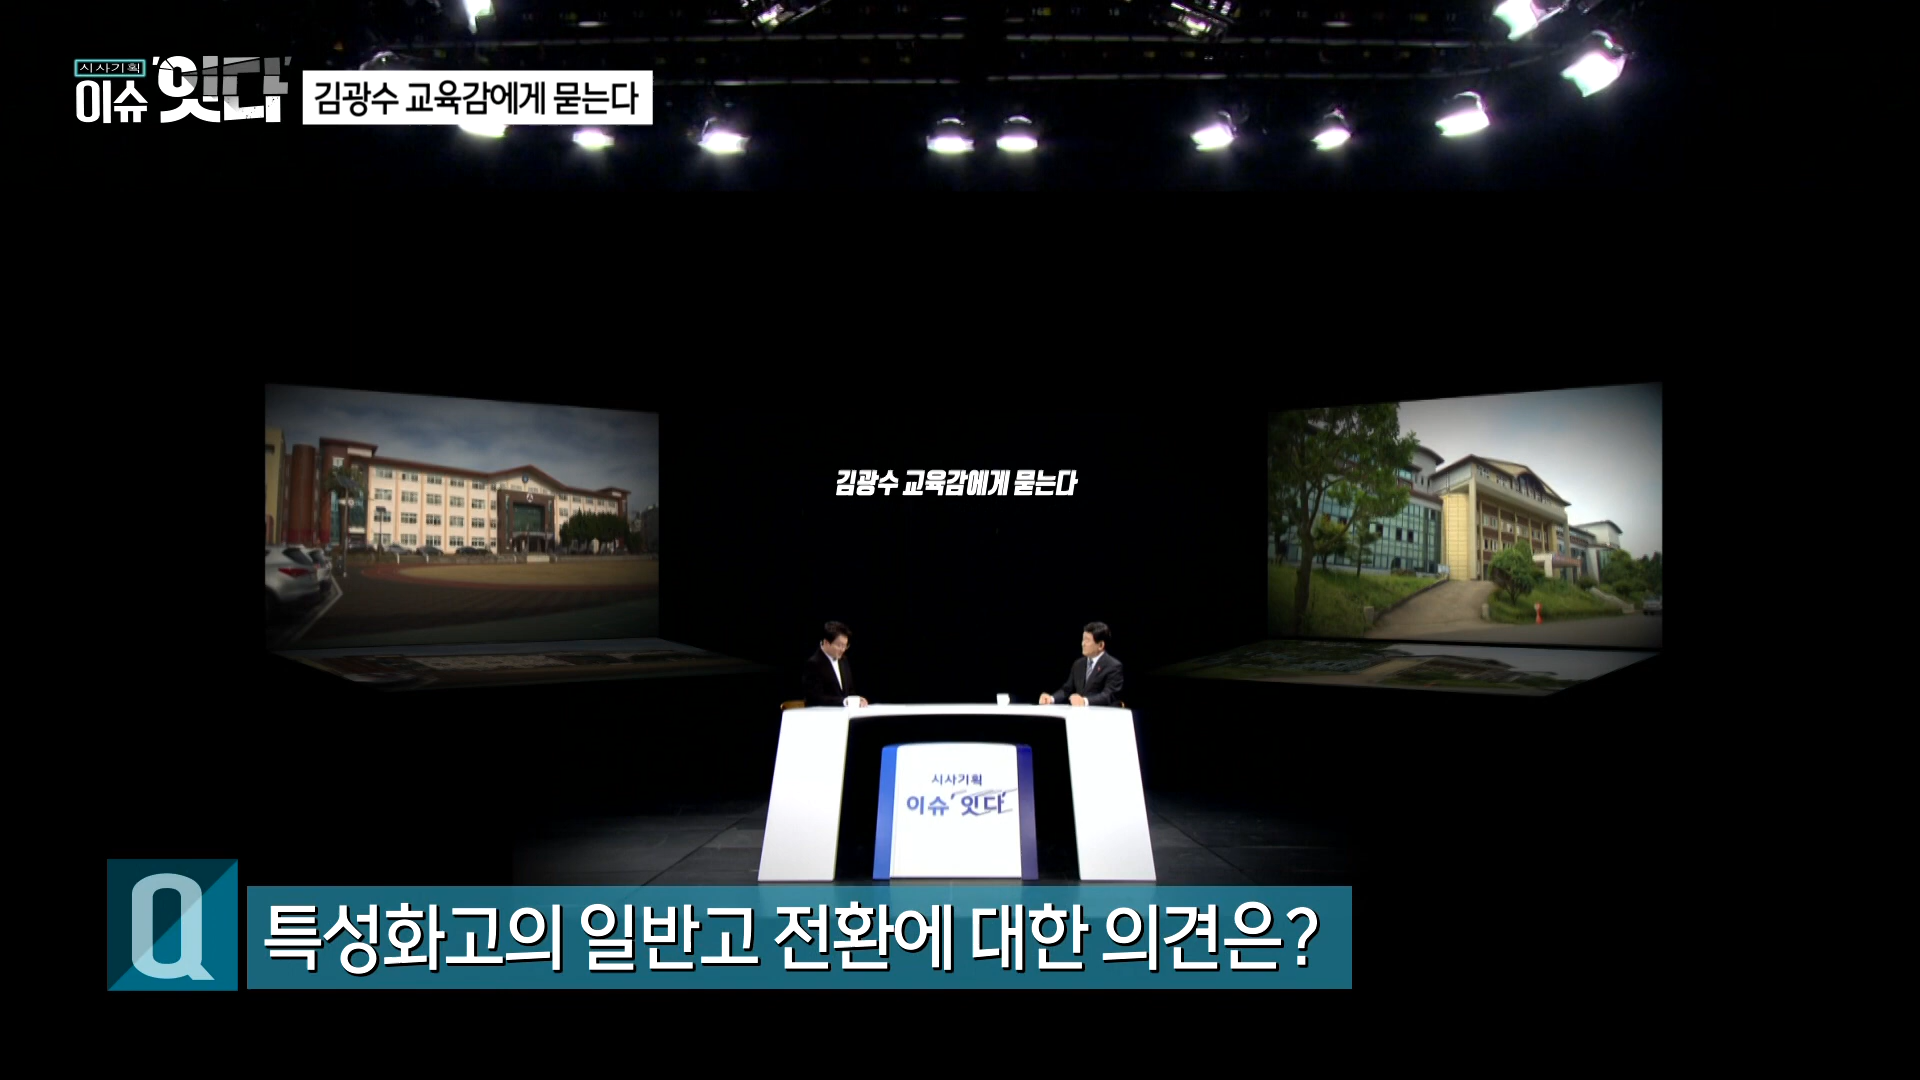 시사기획
이슈 '잇다'
김광수 교육감에게 묻는다
김광수 교육감에게 묻는다
시사기획
이슈 '잇다'
Q
특성화고의 일반고 전환에 대한 의견은?